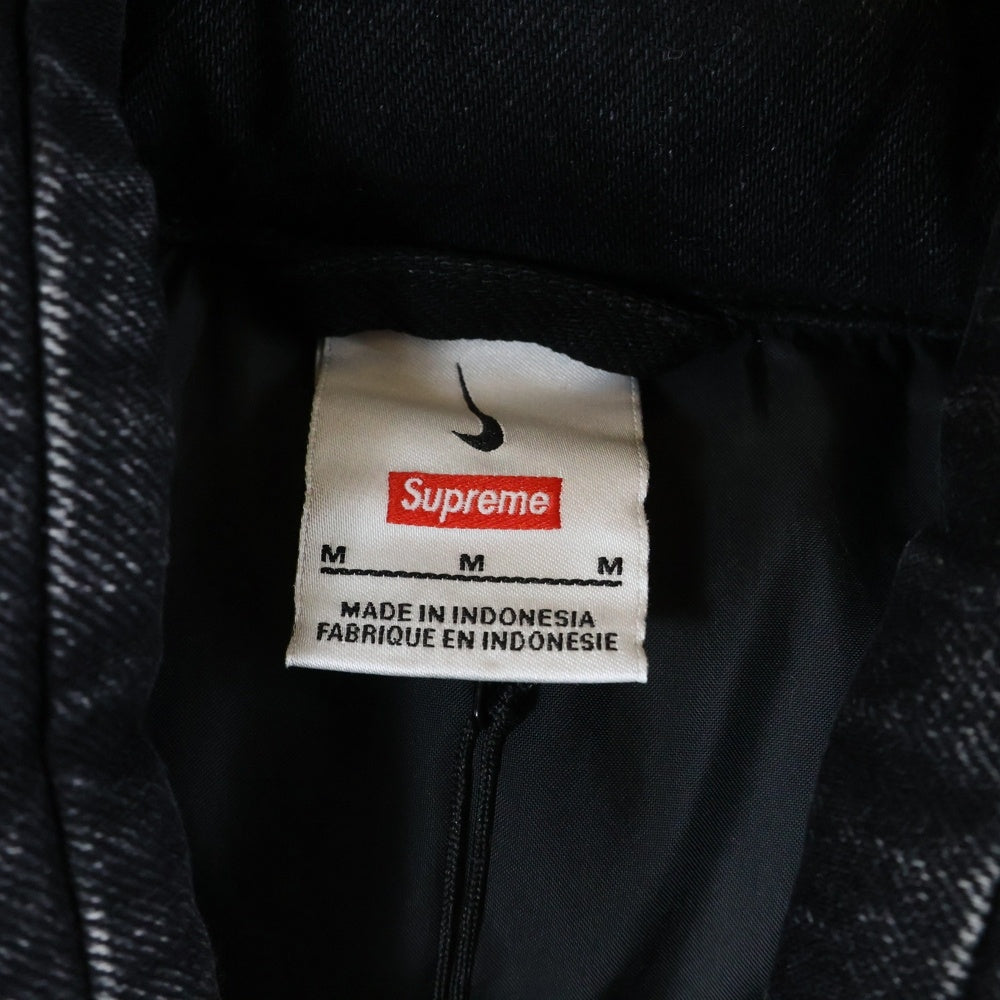 Supreme
M M M
MADE IN INDONESIA
FABRIQUE EN INDONESIE